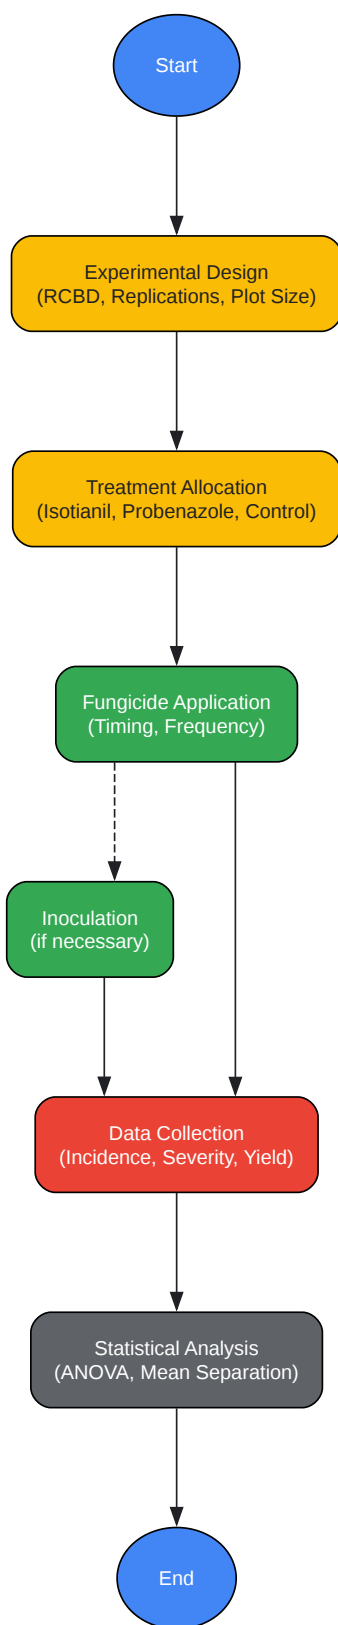 Start
Experimental Design
(RCBD, Replications, Plot Size)
Treatment Allocation
(Isotianil, Probenazole, Control)
Fungicide Application
(Timing, Frequency)
Inoculation
(if necessary)
Data Collection
(Incidence, Severity, Yield)
Statistical Analysis
(ANOVA, Mean Separation)
End